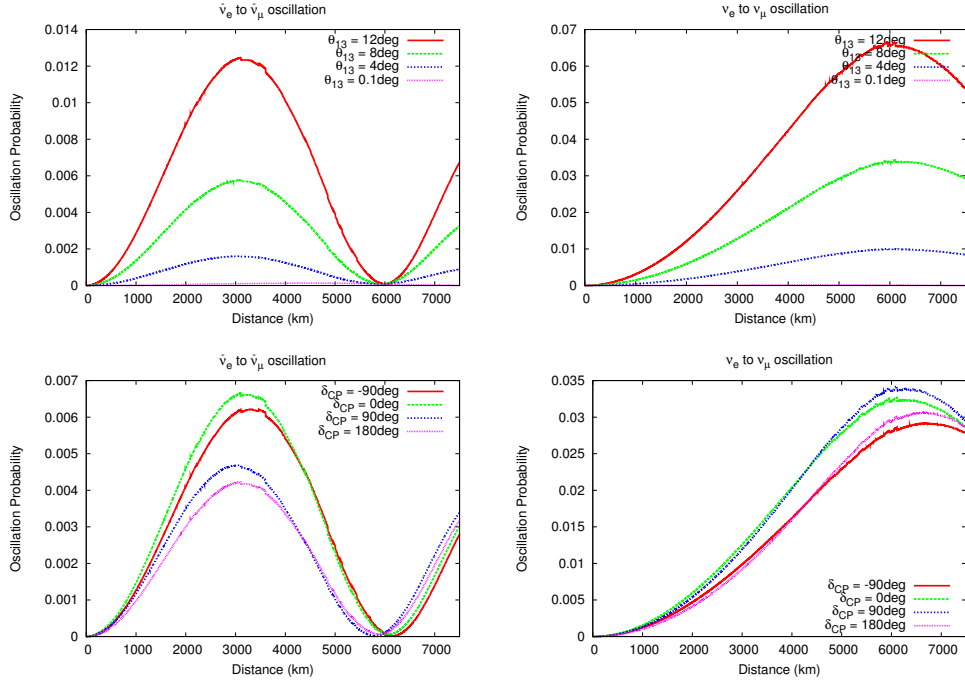 ν̄e to ν̄μ oscillation
Oscillation Probability
0.014
0.012
0.01
0.008
0.006
0.004
0.002
0
θ13 = 12deg
θ13 = 8deg
θ13 = 4deg
θ13 = 0.1deg
0 1000 2000 3000 4000 5000 6000 7000
Distance (km)
νe to νμ oscillation
Oscillation Probability
0.07
0.06
0.05
0.04
0.03
0.02
0.01
0
θ13 = 12deg
θ13 = 8deg
θ13 = 4deg
θ13 = 0.1deg
0 1000 2000 3000 4000 5000 6000 7000
Distance (km)
ν̄e to ν̄μ oscillation
Oscillation Probability
0.007
0.006
0.005
0.004
0.003
0.002
0.001
0
δCP = -90deg
δCP = 0deg
δCP = 90deg
δCP = 180deg
0 1000 2000 3000 4000 5000 6000 7000
Distance (km)
νe to νμ oscillation
Oscillation Probability
0.035
0.03
0.025
0.02
0.015
0.01
0.005
0
δCP = -90deg
δCP = 0deg
δCP = 90deg
δCP = 180deg
0 1000 2000 3000 4000 5000 6000 7000
Distance (km)